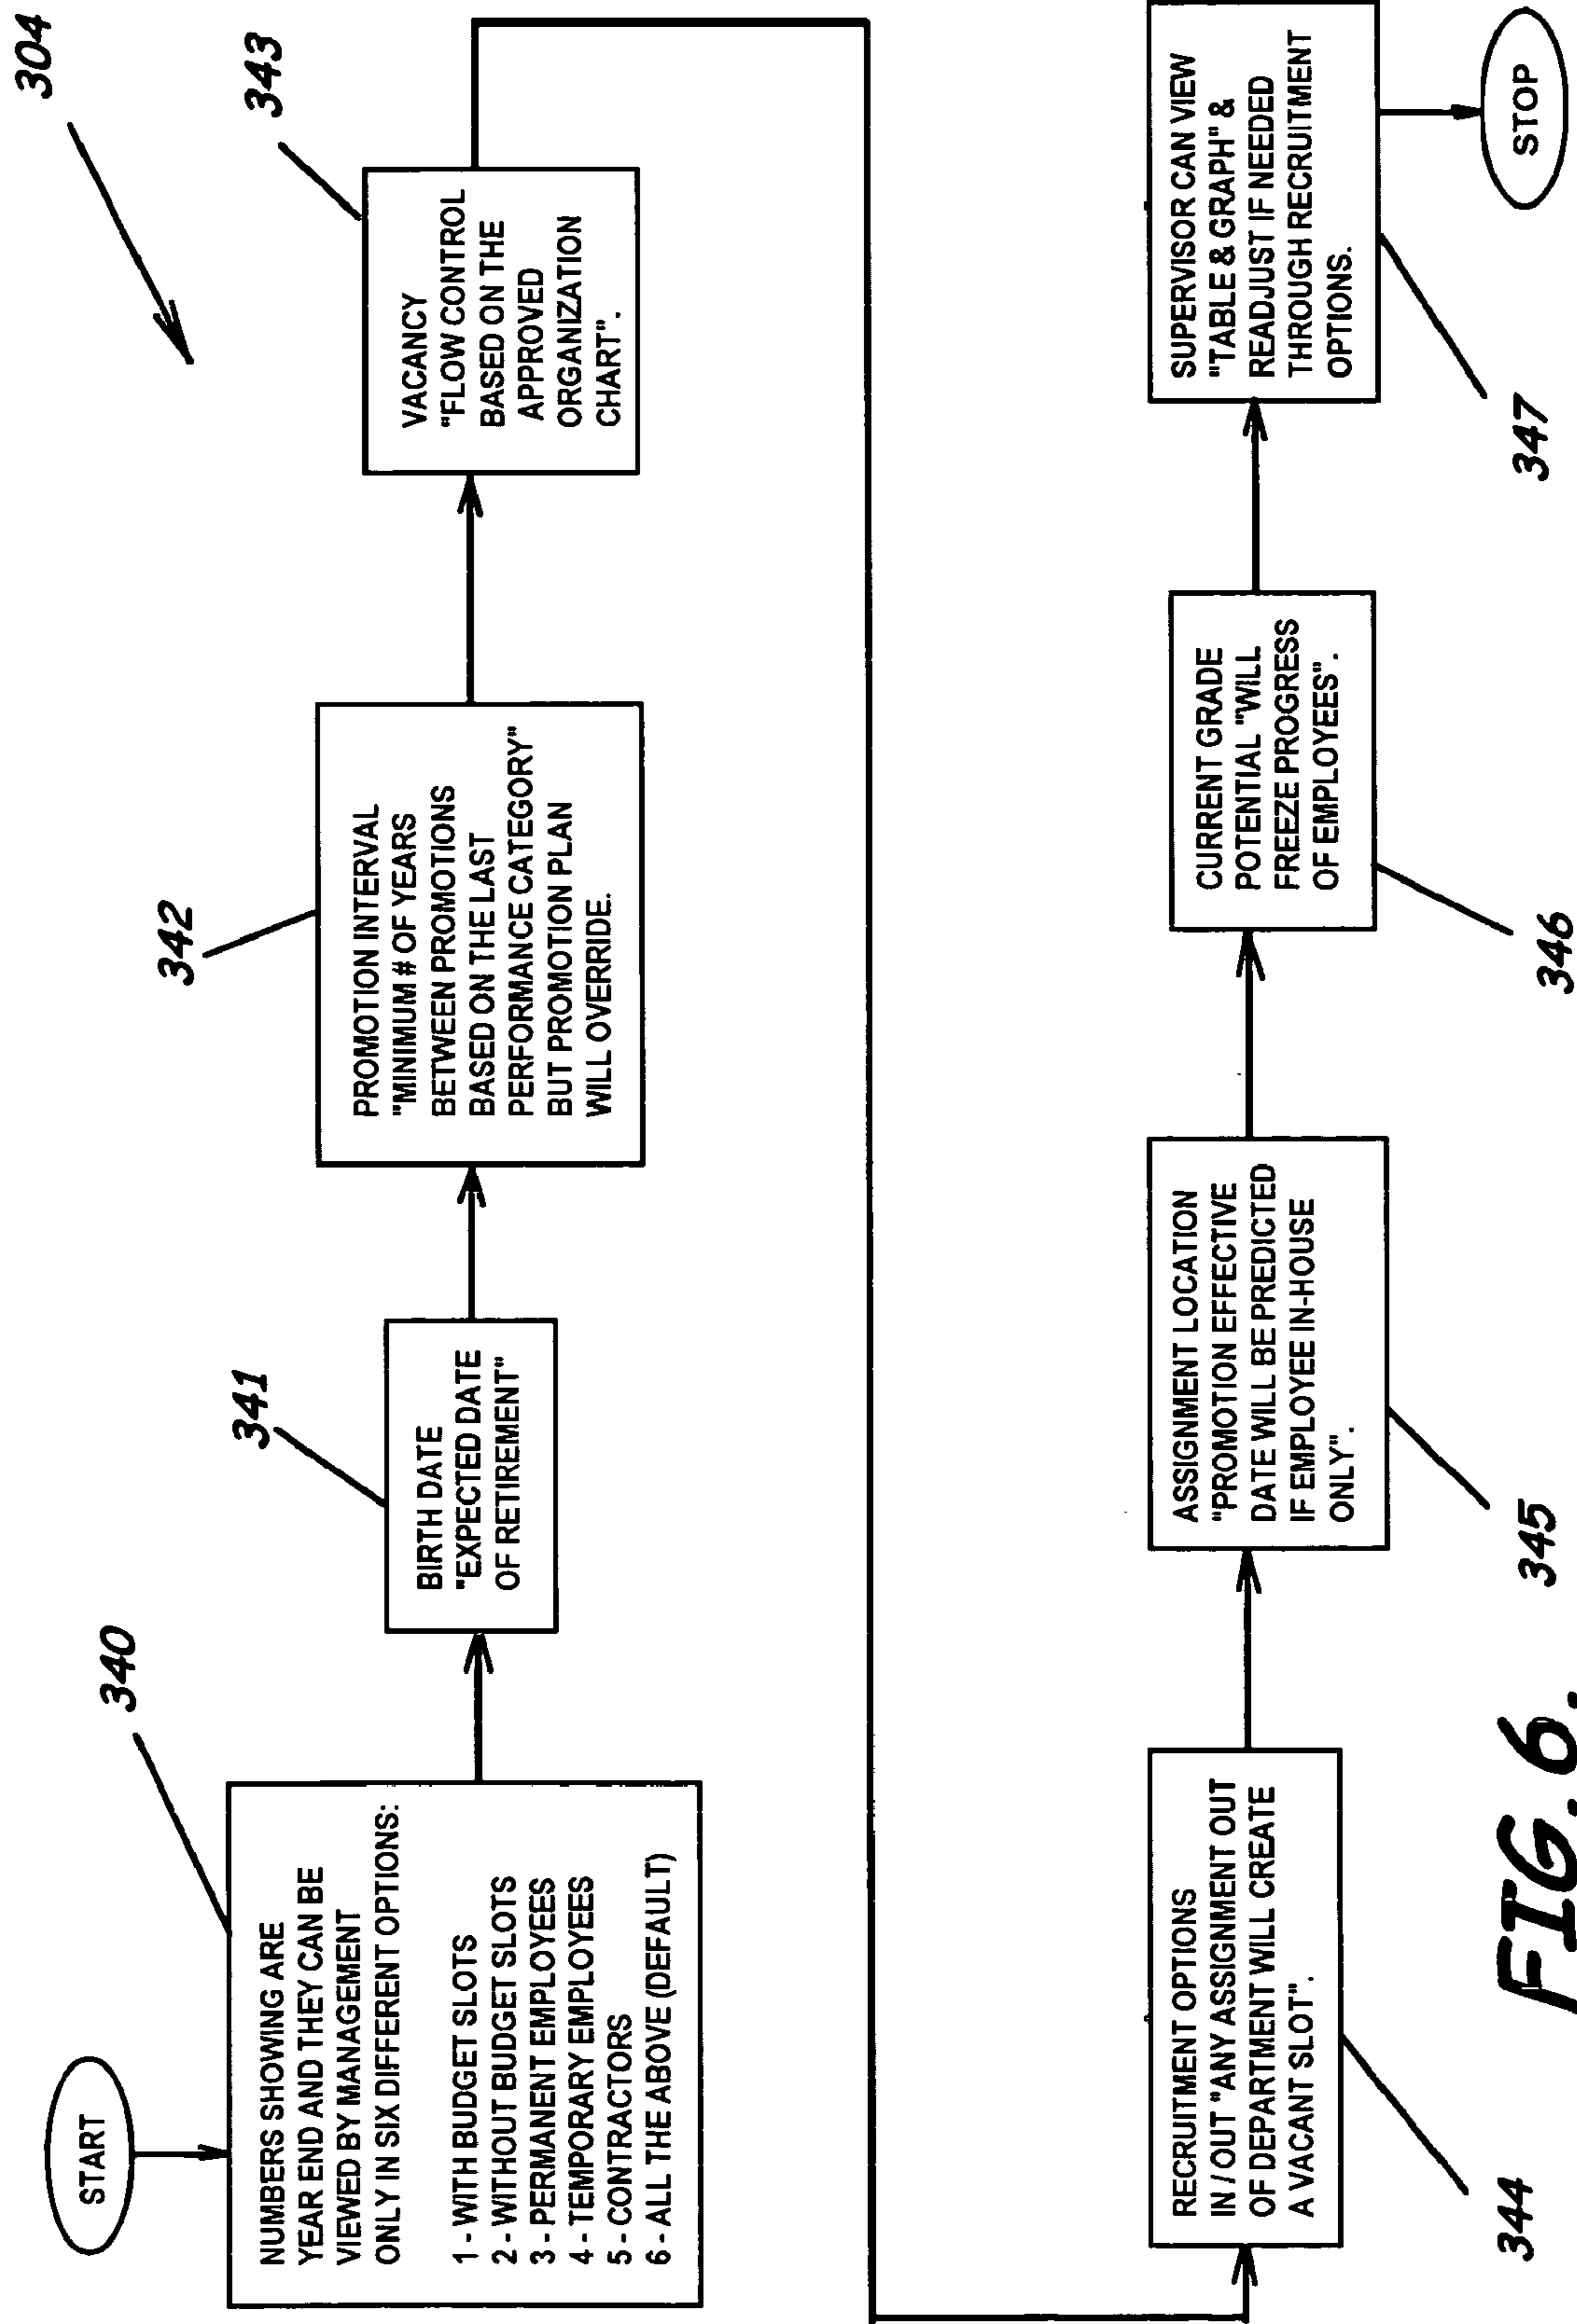 304
START
340
NUMBERS SHOWING ARE
YEAR END AND THEY CAN BE
VIEWED BY MANAGEMENT
ONLY IN SIX DIFFERENT OPTIONS:
1 - WITH BUDGET SLOTS
2 - WITHOUT BUDGET SLOTS
3 - PERMANENT EMPLOYEES
4 - TEMPORARY EMPLOYEES
5 - CONTRACTORS
6 - ALL THE ABOVE (DEFAULT)
341
BIRTH DATE
"EXPECTED DATE
OF RETIREMENT"
342
PROMOTION INTERVAL
"MINIMUM # OF YEARS
BETWEEN PROMOTIONS
BASED ON THE LAST
PERFORMANCE CATEGORY"
BUT PROMOTION PLAN
WILL OVERRIDE.
343
VACANCY
"FLOW CONTROL
BASED ON THE
APPROVED
ORGANIZATION
CHART".
RECRUITMENT OPTIONS
IN / OUT "ANY ASSIGNMENT OUT
OF DEPARTMENT WILL CREATE
A VACANT SLOT".
344
ASSIGNMENT LOCATION
"PROMOTION EFFECTIVE
DATE WILL BE PREDICTED
IF EMPLOYEE IN-HOUSE
ONLY".
345
CURRENT GRADE
POTENTIAL "WILL
FREEZE PROGRESS
OF EMPLOYEES".
346
SUPERVISOR CAN VIEW
"TABLE & GRAPH" &
READJUST IF NEEDED
THROUGH RECRUITMENT
OPTIONS.
347
STOP
FIG. 6.